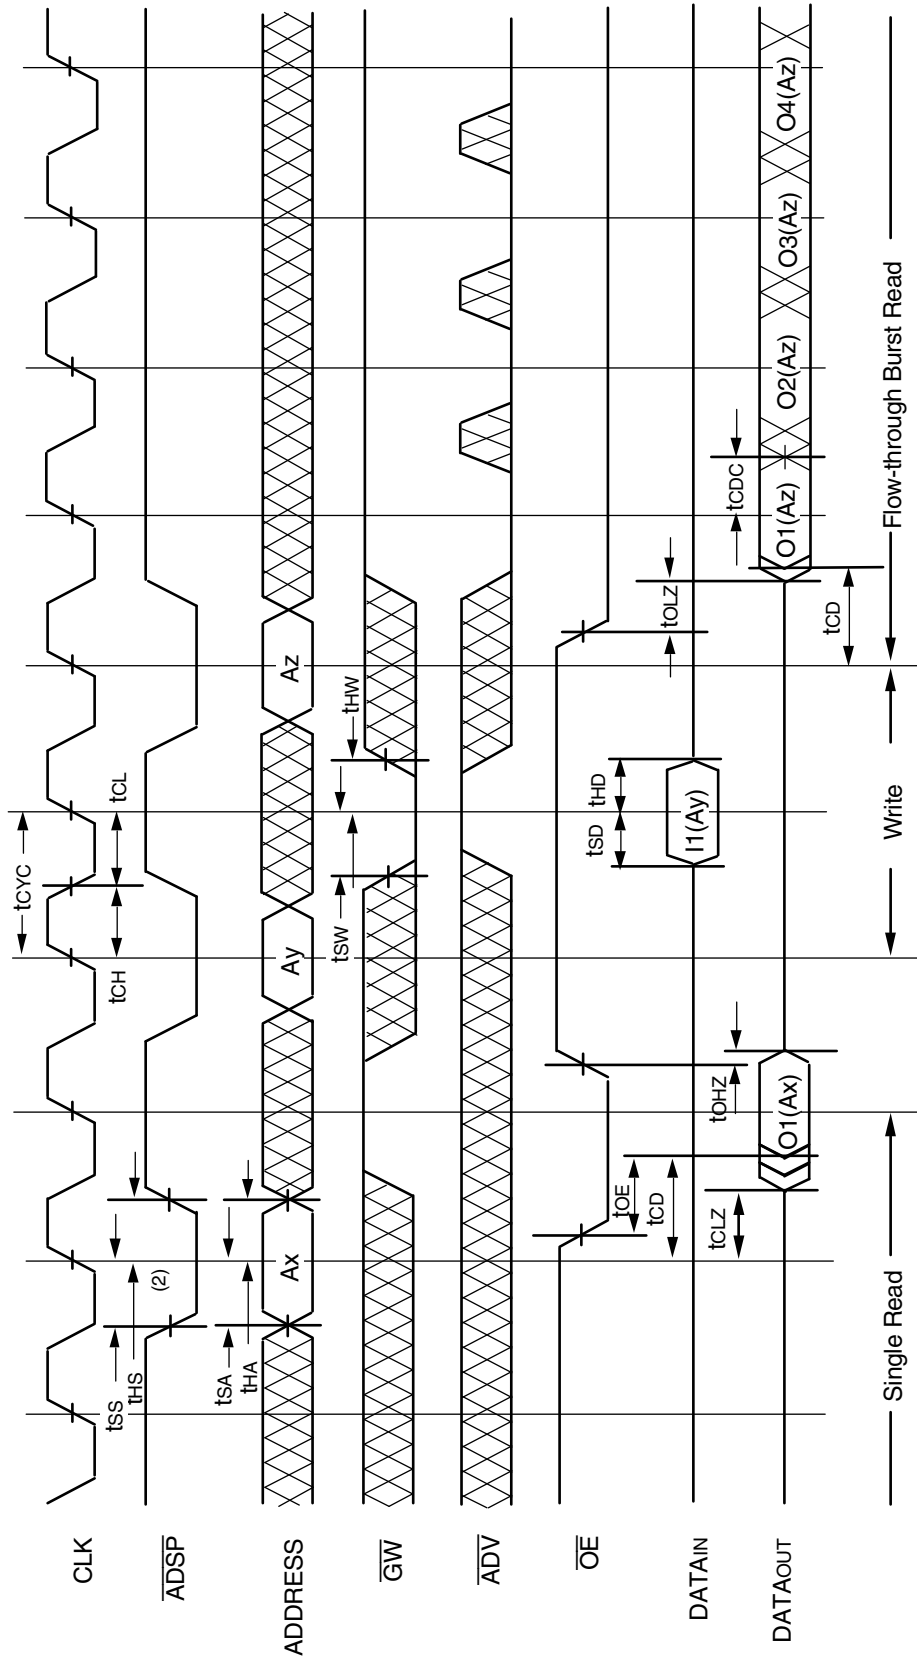 CLK
tCYC
tCH
tCL
ADSP
tSS
tHS
(2)
ADDRESS
tSA
tHA
Ax
Ay
Az
GW
tSW
tHW
ADV
OE
tOE
tCD
tOHZ
tOLZ
DATAIN
tSD
tHD
I1(Ay)
DATAOUT
tCLZ
O1(Ax)
tCD
tCDC
O1(Az)
O2(Az)
O3(Az)
O4(Az)
Single Read
Write
Flow-through Burst Read